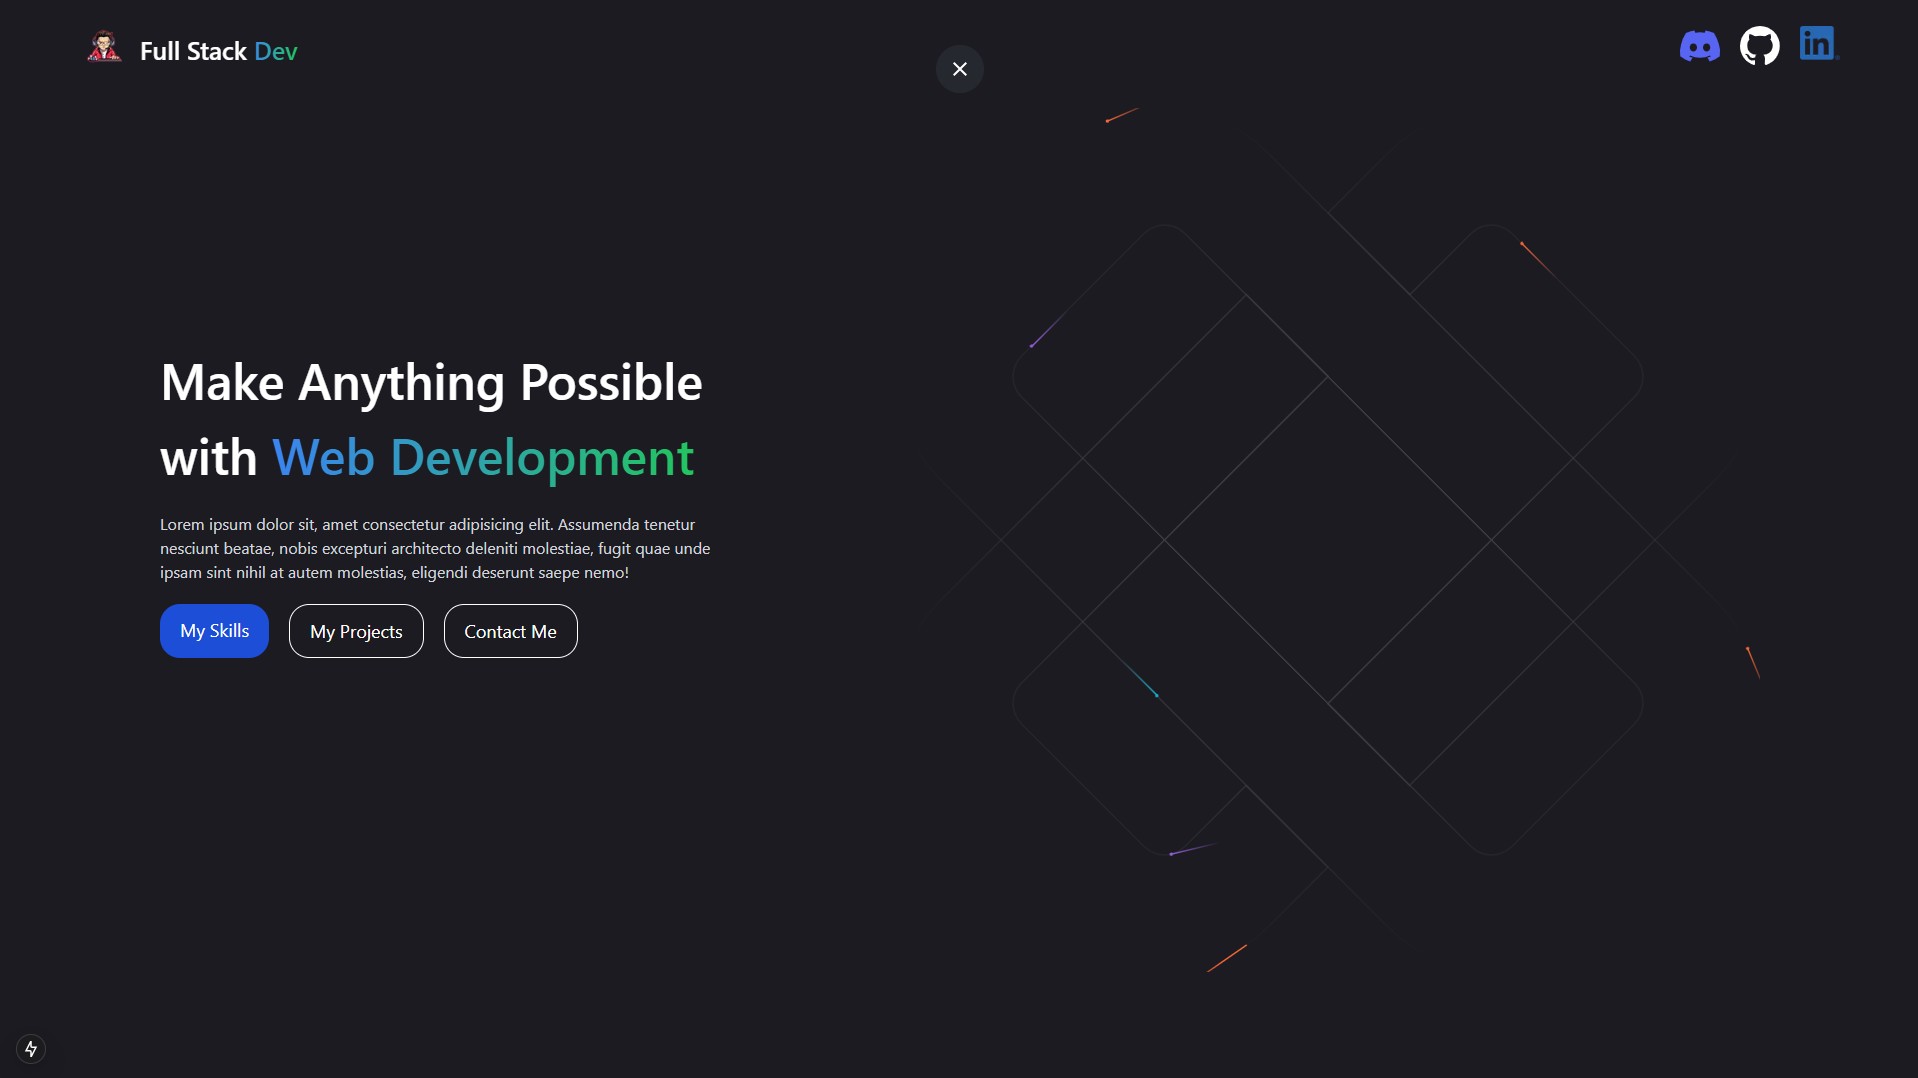 Full Stack Dev
Make Anything Possible
with Web Development
Lorem ipsum dolor sit, amet consectetur adipisicing elit. Assumenda tenetur
nesciunt beatae, nobis excepturi architecto deleniti molestiae, fugit quae unde
ipsam sint nihil at autem molestias, eligendi deserunt saepe nemo!
My Skills
My Projects
Contact Me
in